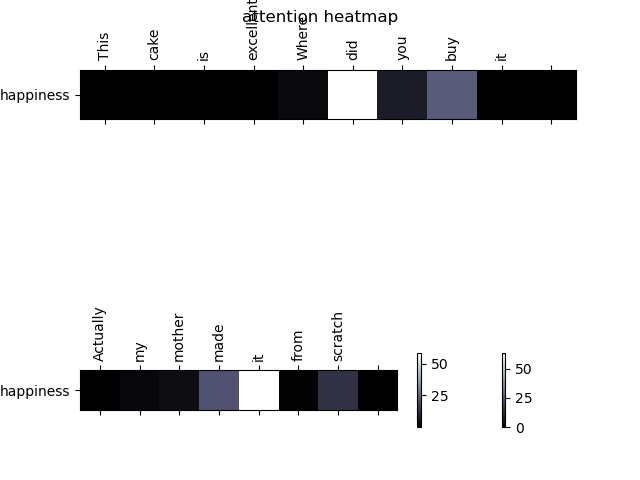 attention heatmap
This cake is excellent Where did you buy it
happiness
Actually my mother made it from scratch
happiness
50
25
50
25
0